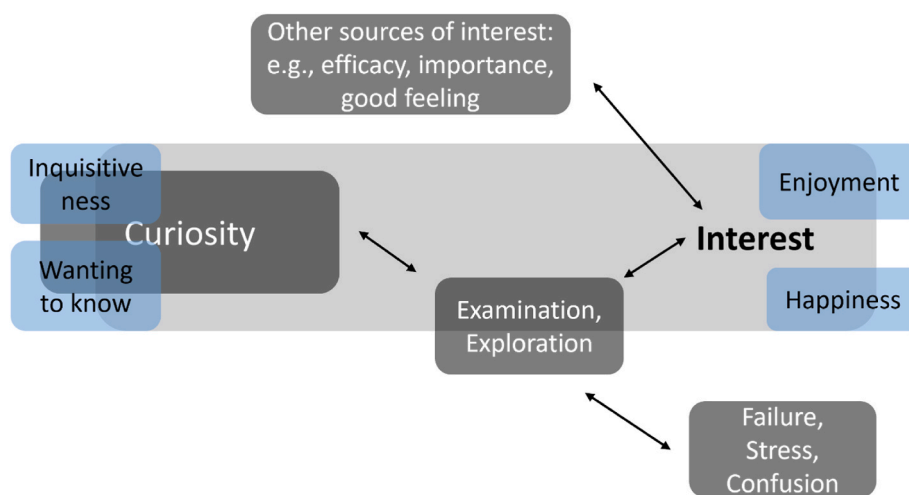 Other sources of interest:
e.g., efficacy, importance,
good feeling
Inquisitive
ness
Curiosity
Wanting
to know
Examination,
Exploration
Interest
Enjoyment
Happiness
Failure,
Stress,
Confusion